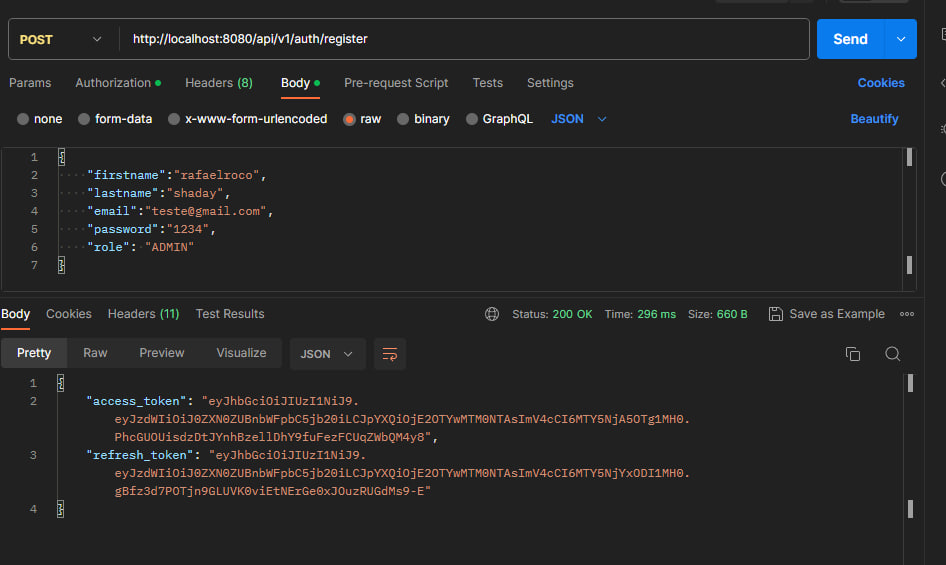 POST http://localhost:8080/api/v1/auth/register Send
Params Authorization Headers (8) Body Pre-request Script Tests Settings Cookies
none form-data x-www-form-urlencoded raw binary GraphQL JSON Beautify
1 {
2 "firstname":"rafaelroco",
3 "lastname":"shaday",
4 "email":"teste@gmail.com",
5 "password":"1234",
6 "role": "ADMIN"
7 }
Body Cookies Headers (11) Test Results Status: 200 OK Time: 296 ms Size: 660 B Save as Example
Pretty Raw Preview Visualize JSON
1 {
2 "access_token": "eyJhbGciOiJIUzI1NiJ9.
eyJzdWIiOiJ0ZXN0ZUBnbWFpbC5jb20iLCJpYXQiOjE2OTYwMTM0NTAsImV4cCI6MTY5NjA5OTg1MH0.
PhcGUOUisdzDtJYnhBzellDhY9fuFezFCUqZWbQM4y8",
3 "refresh_token": "eyJhbGciOiJIUzI1NiJ9.
eyJzdWIiOiJ0ZXN0ZUBnbWFpbC5jb20iLCJpYXQiOjE2OTYwMTM0NTAsImV4cCI6MTY5NjYxODI1MH0.
gBfz3d7POTjn9GLUVK0viEtNErGe0xJOuzRUGdMs9-E"
4 }